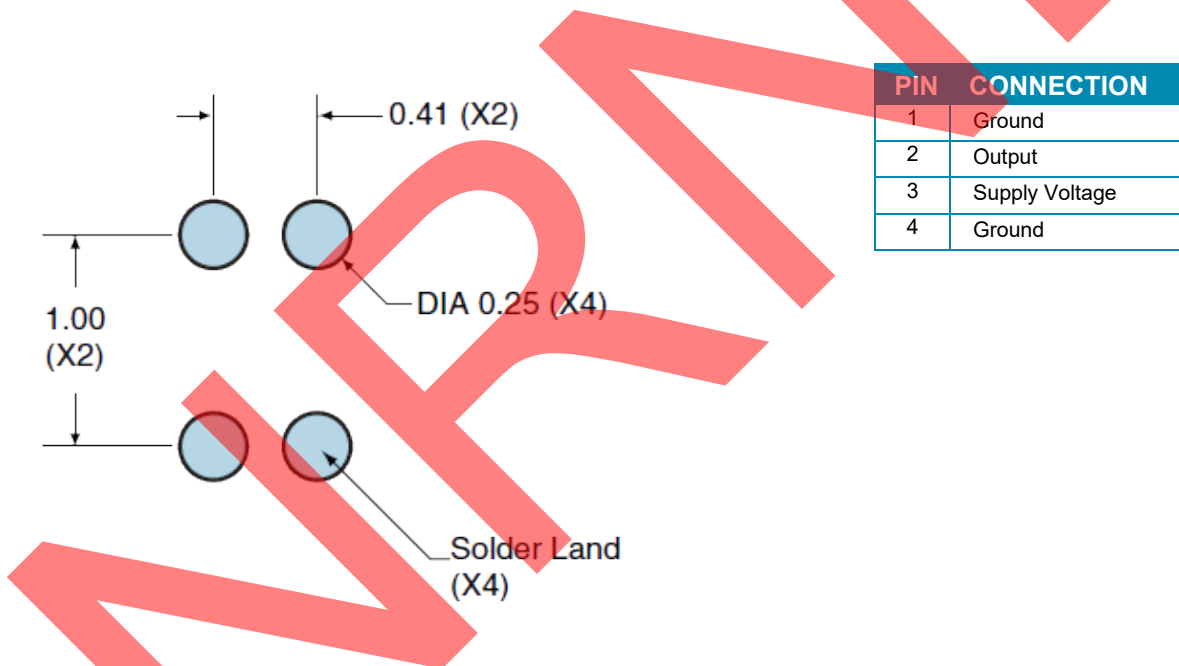 0.41 (X2)
DIA 0.25 (X4)
1.00
(X2)
Solder Land
(X4)
PIN CONNECTION
1 Ground
2 Output
3 Supply Voltage
4 Ground